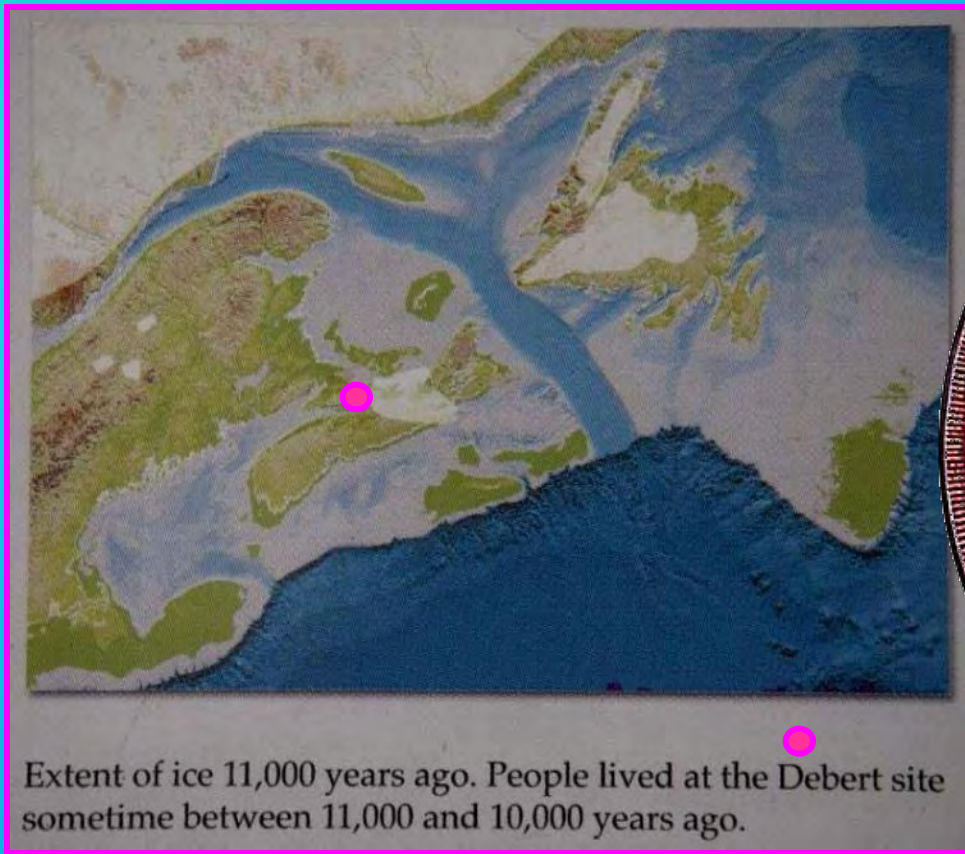 Extent of ice 11,000 years ago. People lived at the Debert site
sometime between 11,000 and 10,000 years ago.